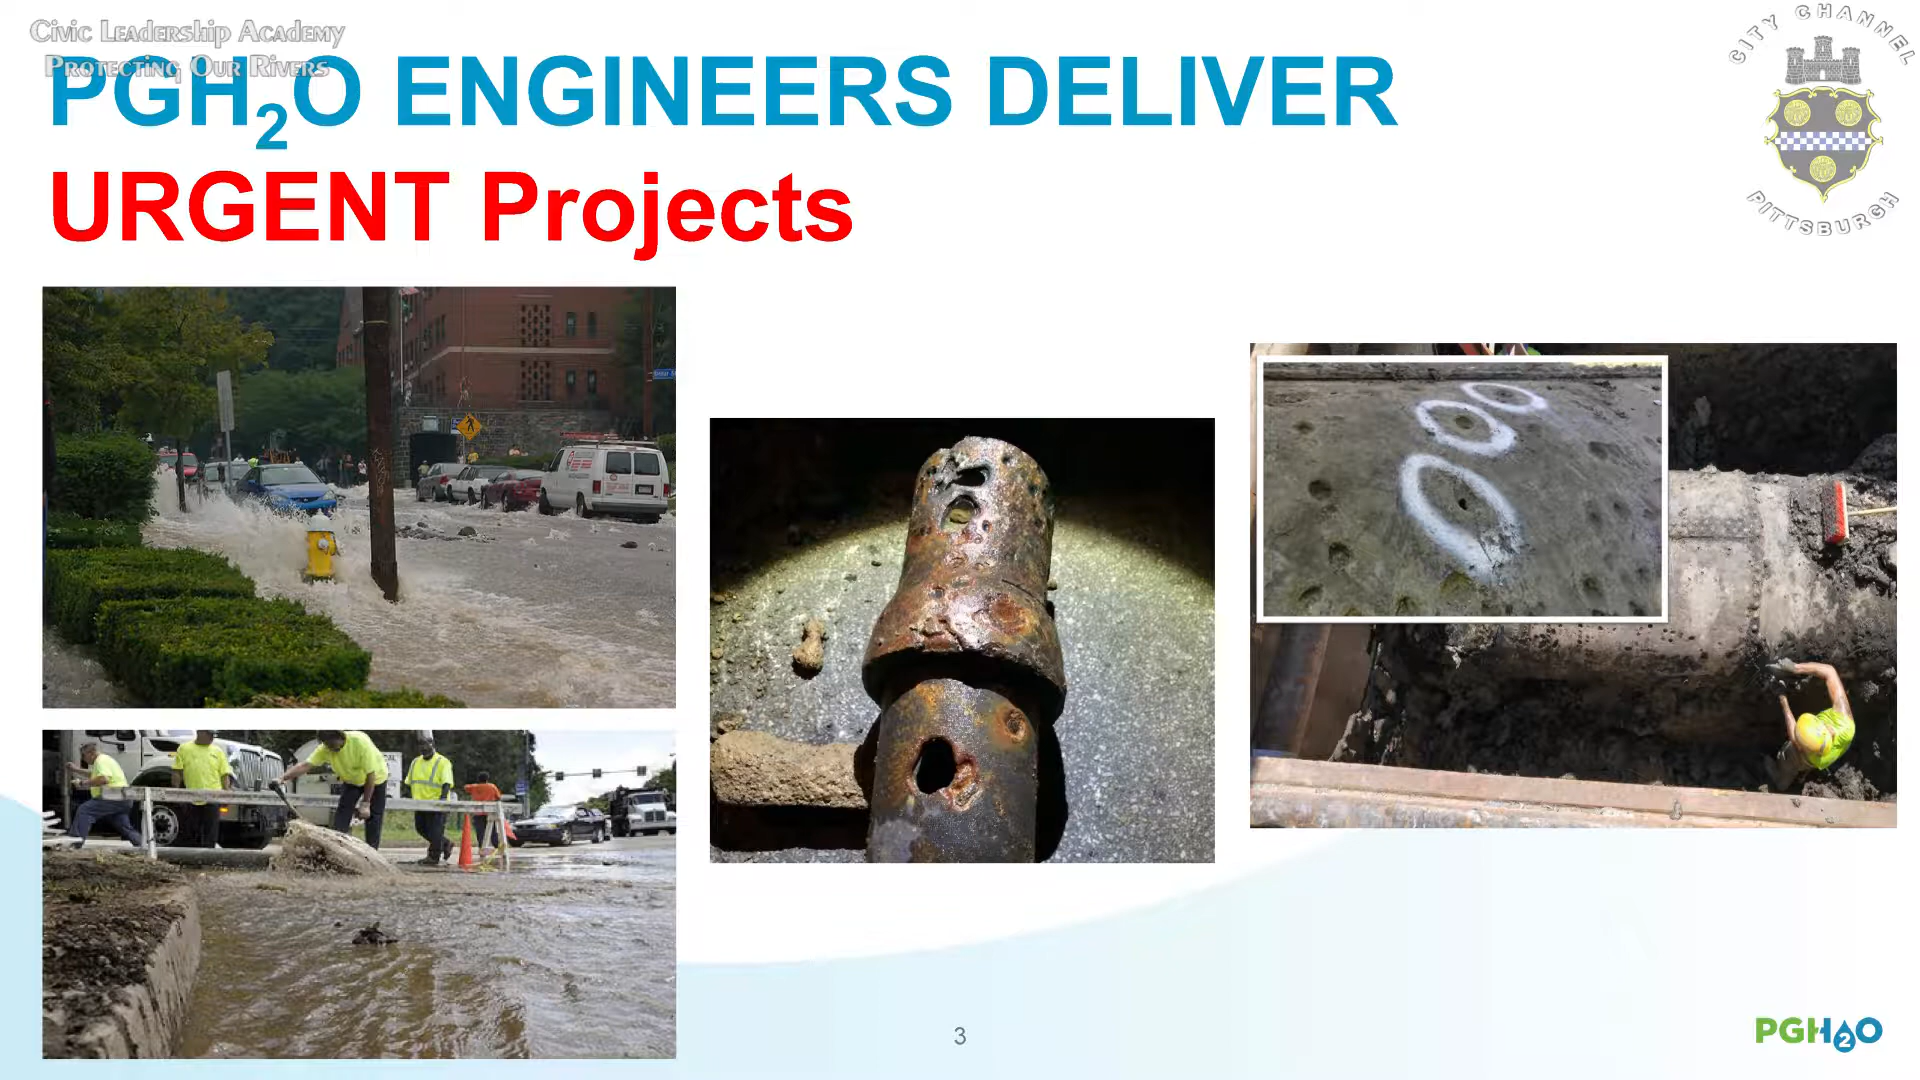 Civic Leadership Academy
Protecting Our Rivers
CITY CHANNEL
PITTSBURGH
PGH₂O ENGINEERS DELIVER
URGENT Projects
3
PGH₂O